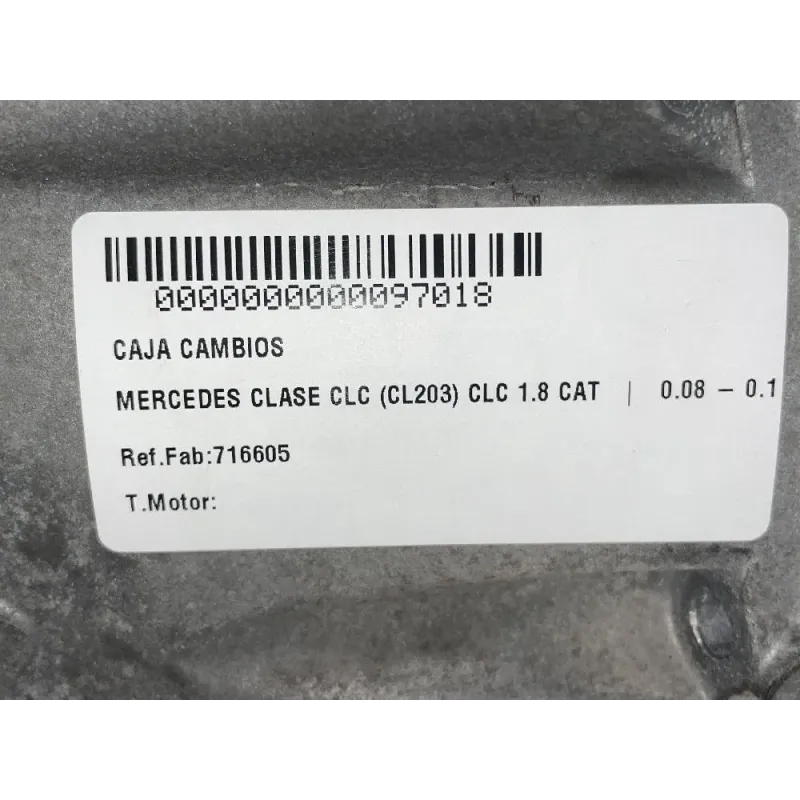 0000000000097018
CAJA CAMBIOS
MERCEDES CLASE CLC (CL203) CLC 1.8 CAT | 0.08 - 0.1
Ref.Fab:716605
T.Motor: